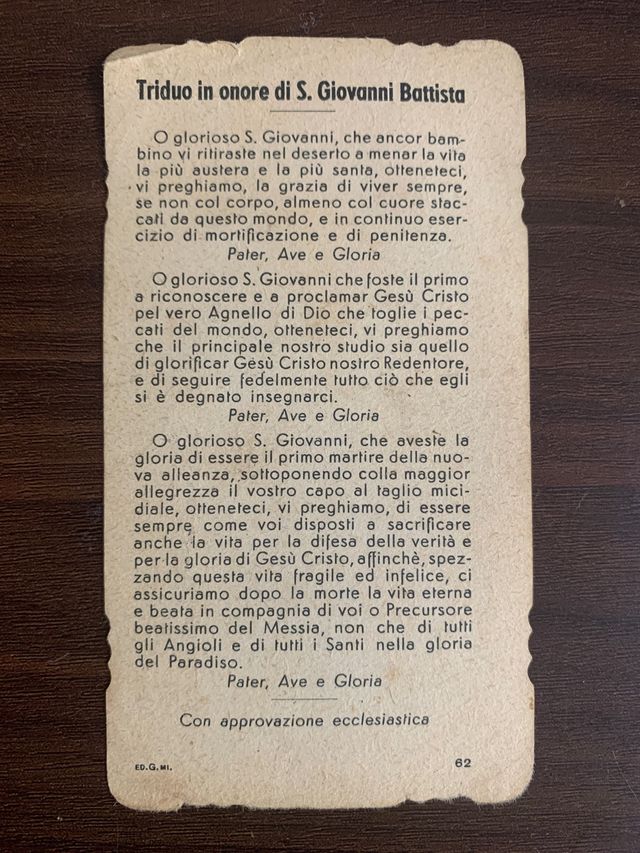 Triduo in onore di S. Giovanni Battista
O glorioso S. Giovanni, che ancor bam-
bino vi ritiraste nel deserto a menar la vita
la più austera e la più santa, otteneteci,
vi preghiamo, la grazia di viver sempre,
se non col corpo, almeno col cuore stac-
cati da questo mondo, e in continuo eser-
cizio di mortificazione e di penitenza.
Pater, Ave e Gloria
O glorioso S. Giovanni che foste il primo
a riconoscere e a proclamar Gesù Cristo
pel vero Agnello di Dio che toglie i pec-
cati del mondo, otteneteci, vi preghiamo
che il principale nostro studio sia quello
di glorificar Gesù Cristo nostro Redentore,
e di seguire fedelmente tutto ciò che egli
si è degnato insegnarci.
Pater, Ave e Gloria
O glorioso S. Giovanni, che aveste la
gloria di essere il primo martire della nuo-
va alleanza, sottoponendo colla maggior
allegrezza il vostro capo al taglio mici-
diale, otteneteci, vi preghiamo, di essere
sempre come voi disposti a sacrificare
anche la vita per la difesa della verità e
per la gloria di Gesù Cristo, affinchè, spez-
zando questa vita fragile ed infelice, ci
assicuriamo dopo la morte la vita eterna
e beata in compagnia di voi o Precursore
beatissimo del Messia, non che di tutti
gli Angioli e di tutti i Santi nella gloria
del Paradiso.
Pater, Ave e Gloria
Con approvazione ecclesiastica
ED.G.MI. 62